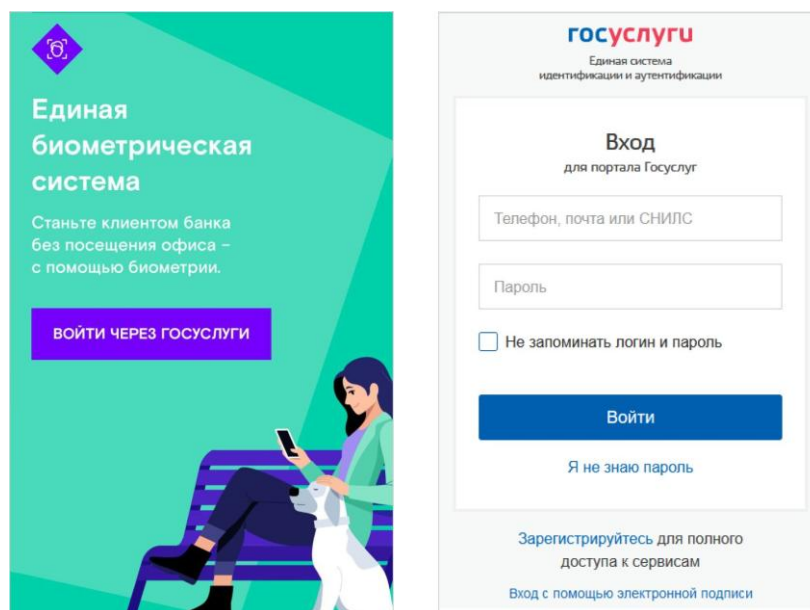 Единая
биометрическая
система
Станьте клиентом банка
без посещения офиса –
с помощью биометрии.
ВОЙТИ ЧЕРЕЗ ГОСУСЛУГИ
госуслуги
Единая система
идентификации и аутентификации
Вход
для портала Госуслуг
Телефон, почта или СНИЛС
Пароль
Не запоминать логин и пароль
Войти
Я не знаю пароль
Зарегистрируйтесь для полного
доступа к сервисам
Вход с помощью электронной подписи